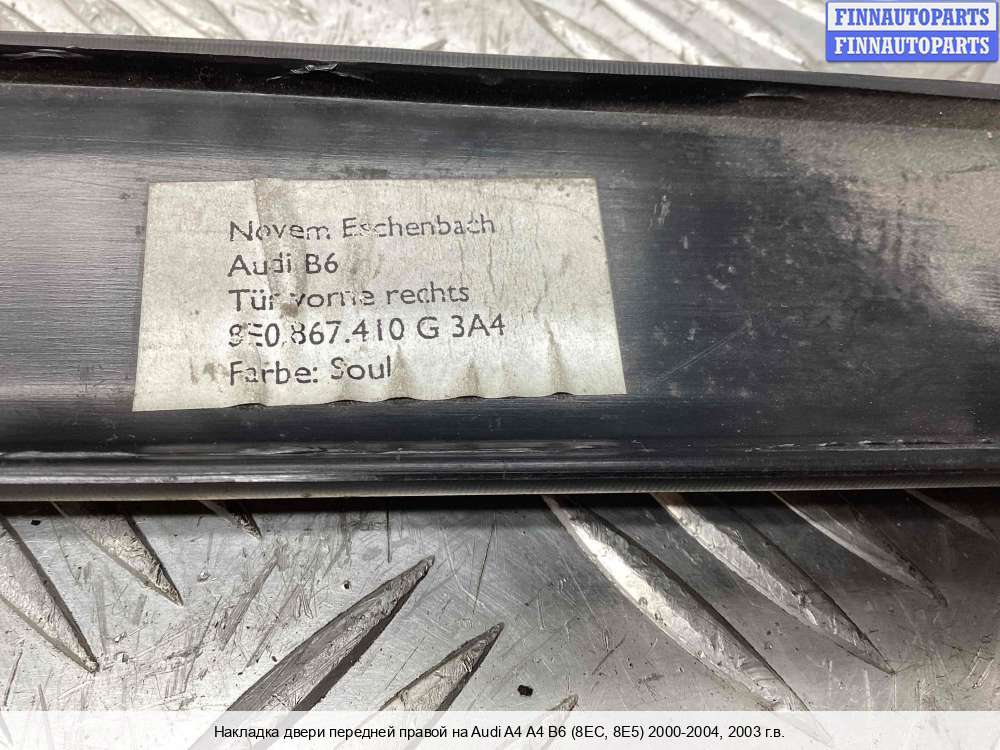 FINNAUTOPARTS
FINNAUTOPARTS
Novem Eschenbach
Audi B6
Tür vorne rechts
8E0.867.410 G 3A4
Farbe: Soul
Накладка двери передней правой на Audi A4 A4 B6 (8EC, 8E5) 2000-2004, 2003 г.в.